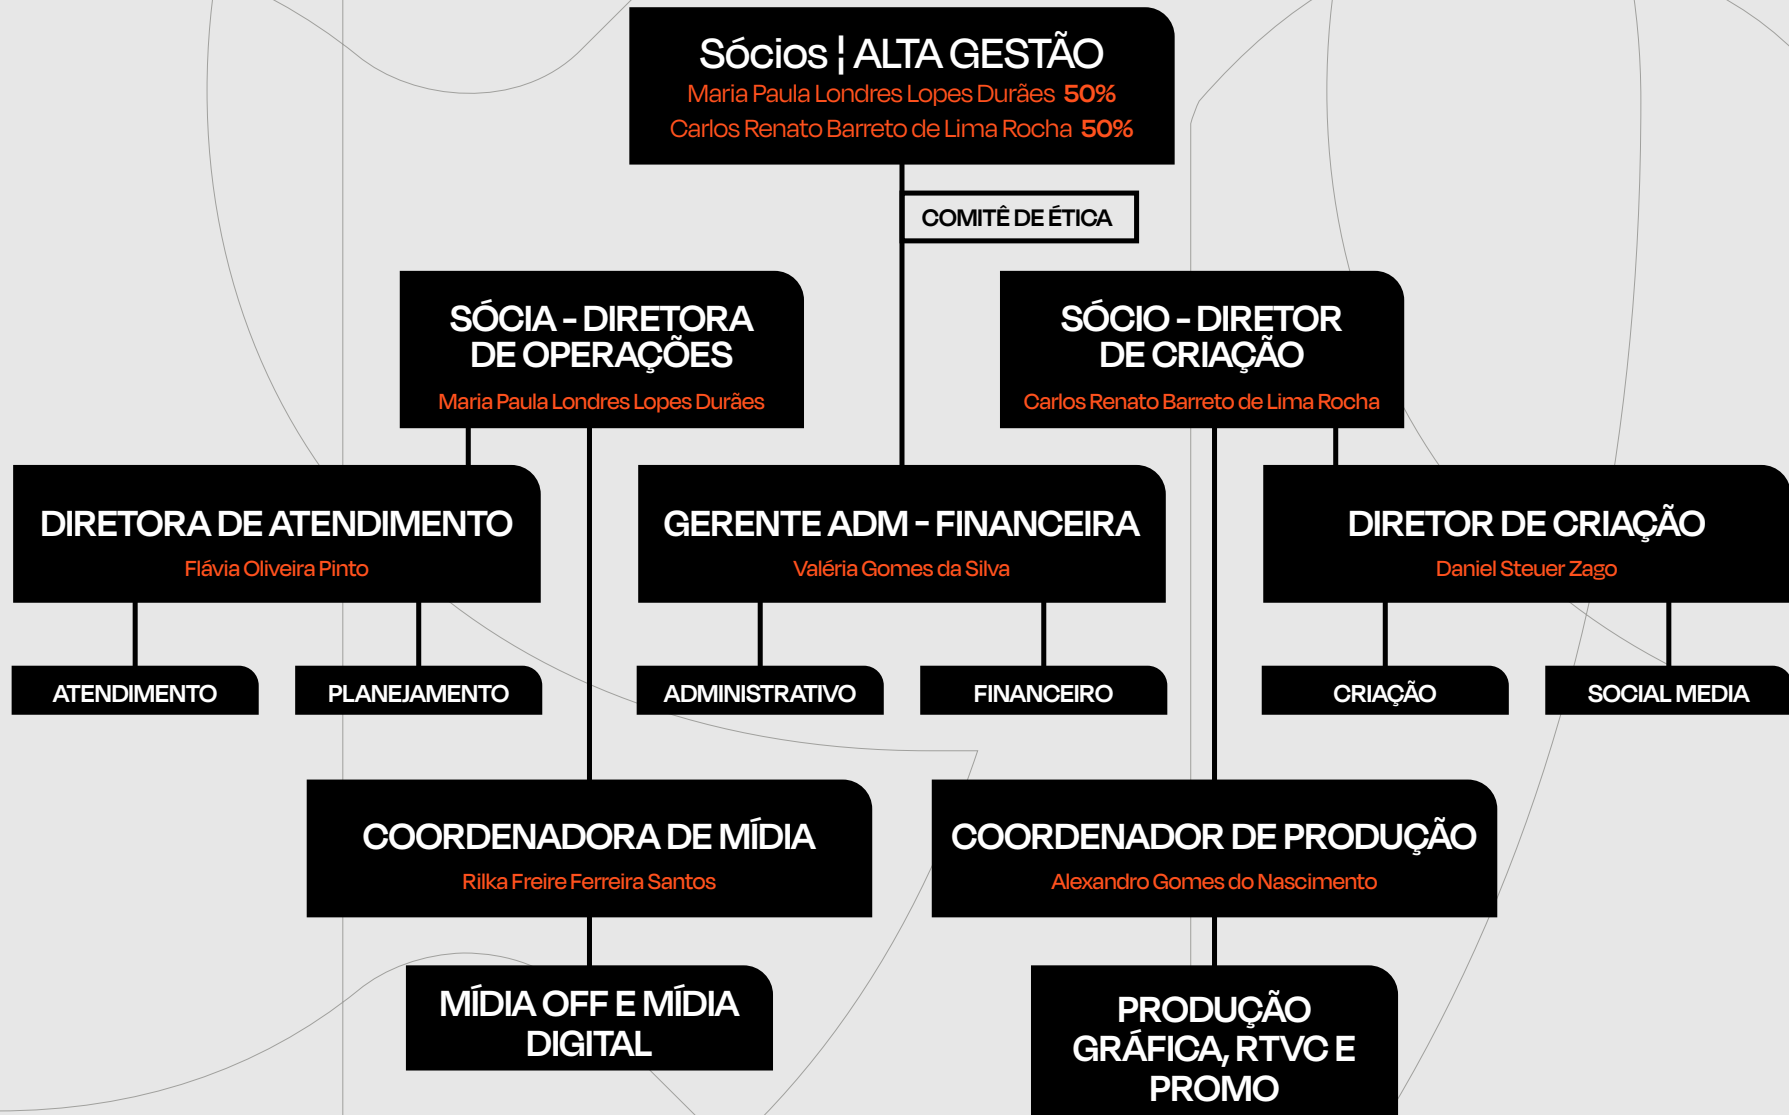 Sócios ¦ ALTA GESTÃO
Maria Paula Londres Lopes Durães 50%
Carlos Renato Barreto de Lima Rocha 50%
COMITÊ DE ÉTICA
SÓCIA - DIRETORA
DE OPERAÇÕES
Maria Paula Londres Lopes Durães
SÓCIO - DIRETOR
DE CRIAÇÃO
Carlos Renato Barreto de Lima Rocha
DIRETORA DE ATENDIMENTO
Flávia Oliveira Pinto
GERENTE ADM - FINANCEIRA
Valéria Gomes da Silva
DIRETOR DE CRIAÇÃO
Daniel Steuer Zago
ATENDIMENTO
PLANEJAMENTO
ADMINISTRATIVO
FINANCEIRO
CRIAÇÃO
SOCIAL MEDIA
COORDENADORA DE MÍDIA
Rilka Freire Ferreira Santos
COORDENADOR DE PRODUÇÃO
Alexandro Gomes do Nascimento
MÍDIA OFF E MÍDIA
DIGITAL
PRODUÇÃO
GRÁFICA, RTVC E
PROMO